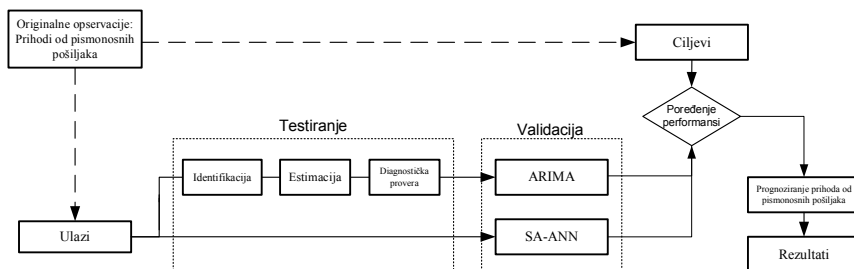 Originalne opservacije:
Prihodi od pismonosnih
pošiljaka
Ciljevi
Poređenje
performansi
Testiranje
Validacija
Identifikacija
Estimacija
Diagnostička
provera
ARIMA
Prognoziranje prihoda od
pismonosnih pošiljaka
Ulazi
SA-ANN
Rezultati